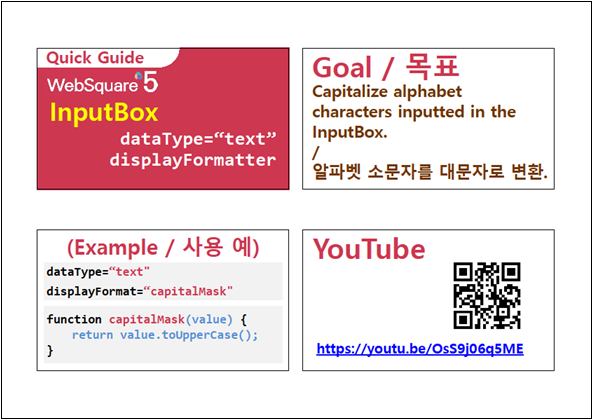 Quick Guide
WebSquare 5
InputBox
dataType=“text”
displayFormatter
Goal / 목표
Capitalize alphabet
characters inputted in the
InputBox.
/
알파벳 소문자를 대문자로 변환.
(Example / 사용 예)
dataType=“text"
displayFormat=“capitalMask"
function capitalMask(value) {
return value.toUpperCase();
}
YouTube
https://youtu.be/OsS9j06q5ME